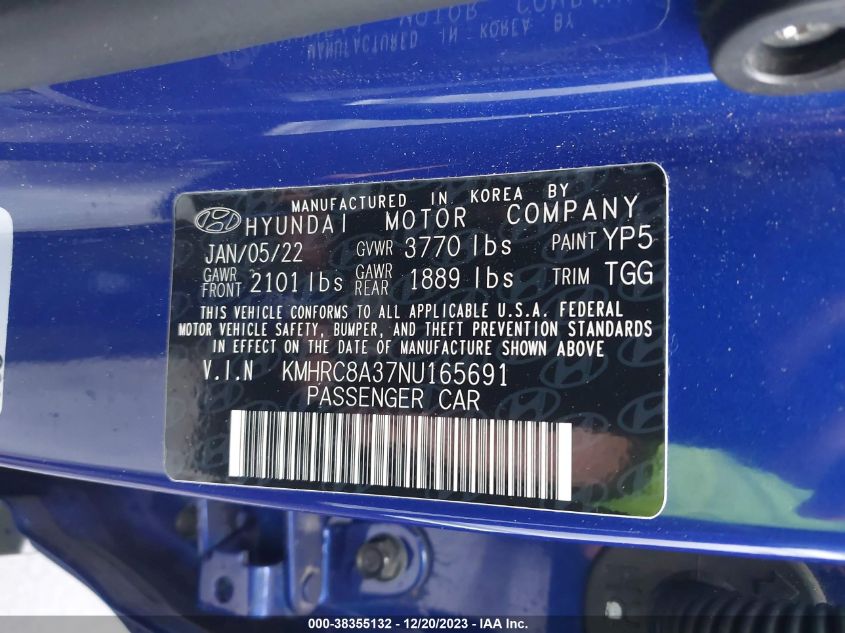 MANUFACTURED IN KOREA BY
HYUNDAI MOTOR COMPANY
JAN/05/22 GVWR 3770 lbs PAINT YP5
GAWR FRONT 2101 lbs GAWR REAR 1889 lbs TRIM TGG
THIS VEHICLE CONFORMS TO ALL APPLICABLE U.S.A. FEDERAL
MOTOR VEHICLE SAFETY, BUMPER, AND THEFT PREVENTION STANDARDS
IN EFFECT ON THE DATE OF MANUFACTURE SHOWN ABOVE
V.I.N KMHRC8A37NU165691
PASSENGER CAR
000-38355132 - 12/20/2023 - IAA Inc.